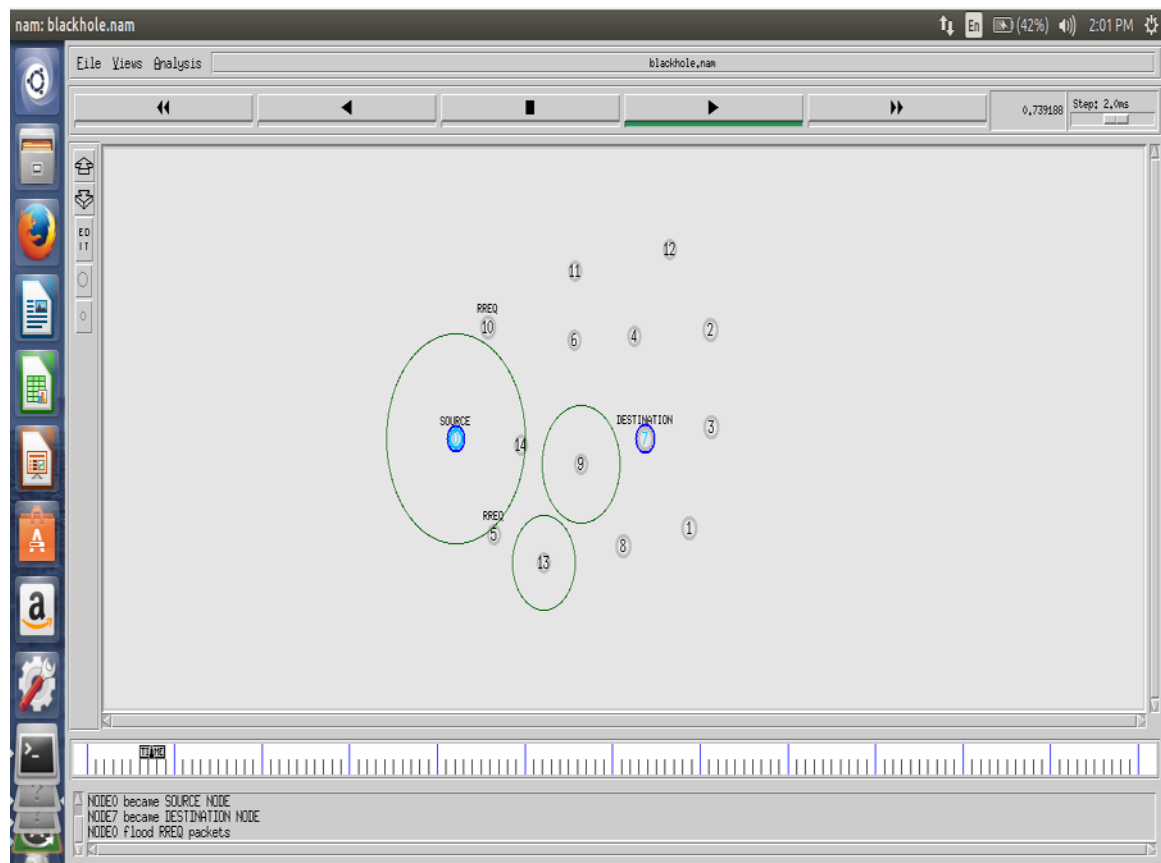 nam: blackhole.nam
En (42%) 2:01 PM
File Views Analysis blackhole.nam
0.739188 Step: 2.0ms
ED
IT
12
11
RREQ
10
6 4 2
SOURCE DESTINATION
0 14 9 7 3
RREQ
5 13 8 1
TIME
NODE0 became SOURCE NODE
NODE7 became DESTINATION NODE
NODE0 flood RREQ packets